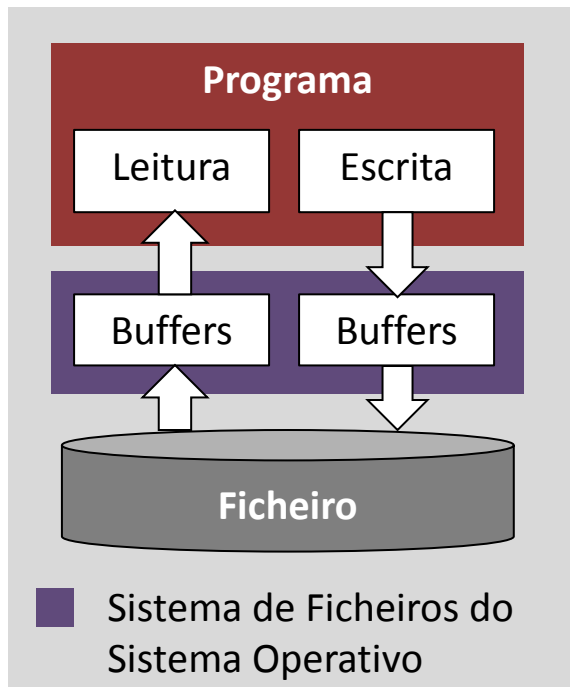 Programa
Leitura Escrita
Buffers Buffers
Ficheiro
Sistema de Ficheiros do
Sistema Operativo